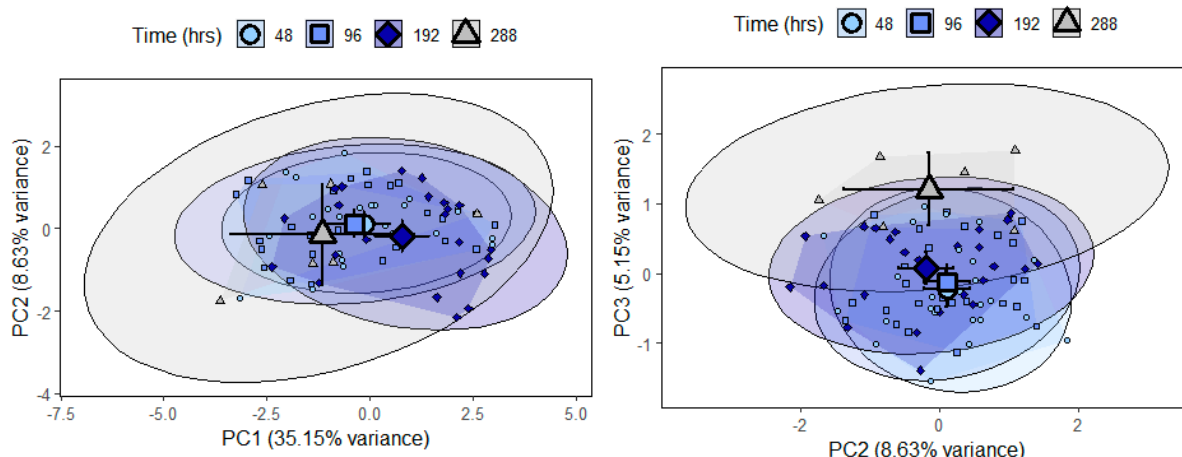 Time (hrs) 48 96 192 288
2
0
-2
-4
PC2 (8.63% variance)
-7.5 -5.0 -2.5 0.0 2.5 5.0
PC1 (35.15% variance)
Time (hrs) 48 96 192 288
2
1
0
-1
PC3 (5.15% variance)
-2 0 2
PC2 (8.63% variance)